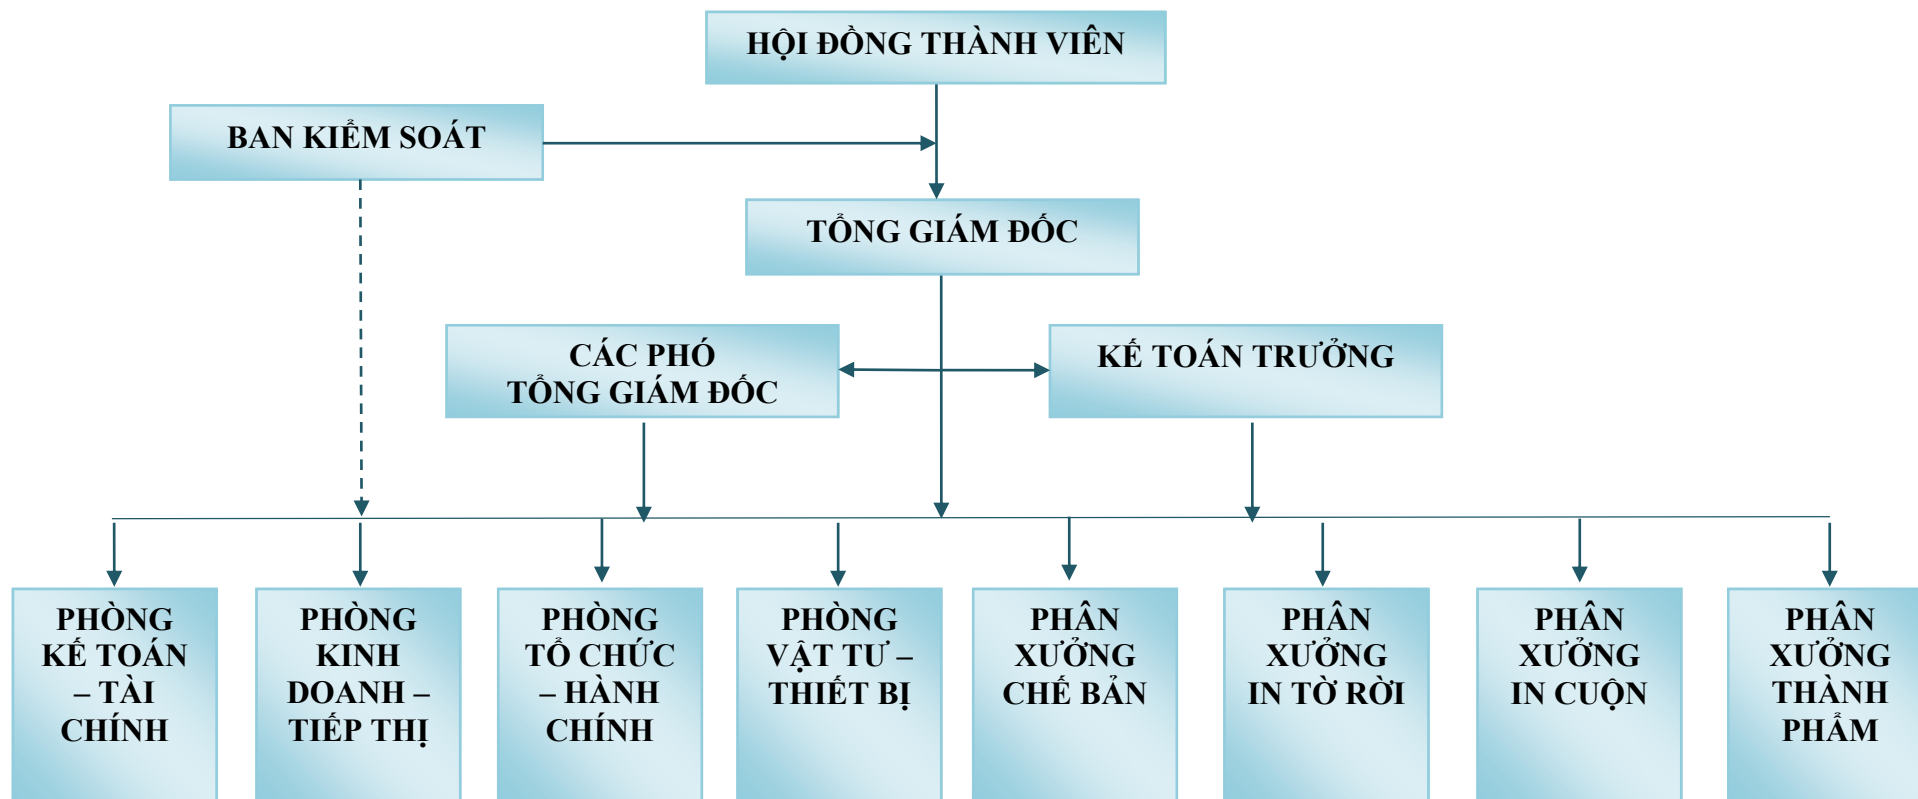 HỘI ĐỒNG THÀNH VIÊN
BAN KIỂM SOÁT
TỔNG GIÁM ĐỐC
CÁC PHÓ
TỔNG GIÁM ĐỐC
KẾ TOÁN TRƯỞNG
PHÒNG
KẾ TOÁN
– TÀI
CHÍNH
PHÒNG
KINH
DOANH –
TIẾP THỊ
PHÒNG
TỔ CHỨC
– HÀNH
CHÍNH
PHÒNG
VẬT TƯ –
THIẾT BỊ
PHÂN
XƯỞNG
CHẾ BẢN
PHÂN
XƯỞNG
IN TỜ RỜI
PHÂN
XƯỞNG
IN CUỘN
PHÂN
XƯỞNG
THÀNH
PHẨM